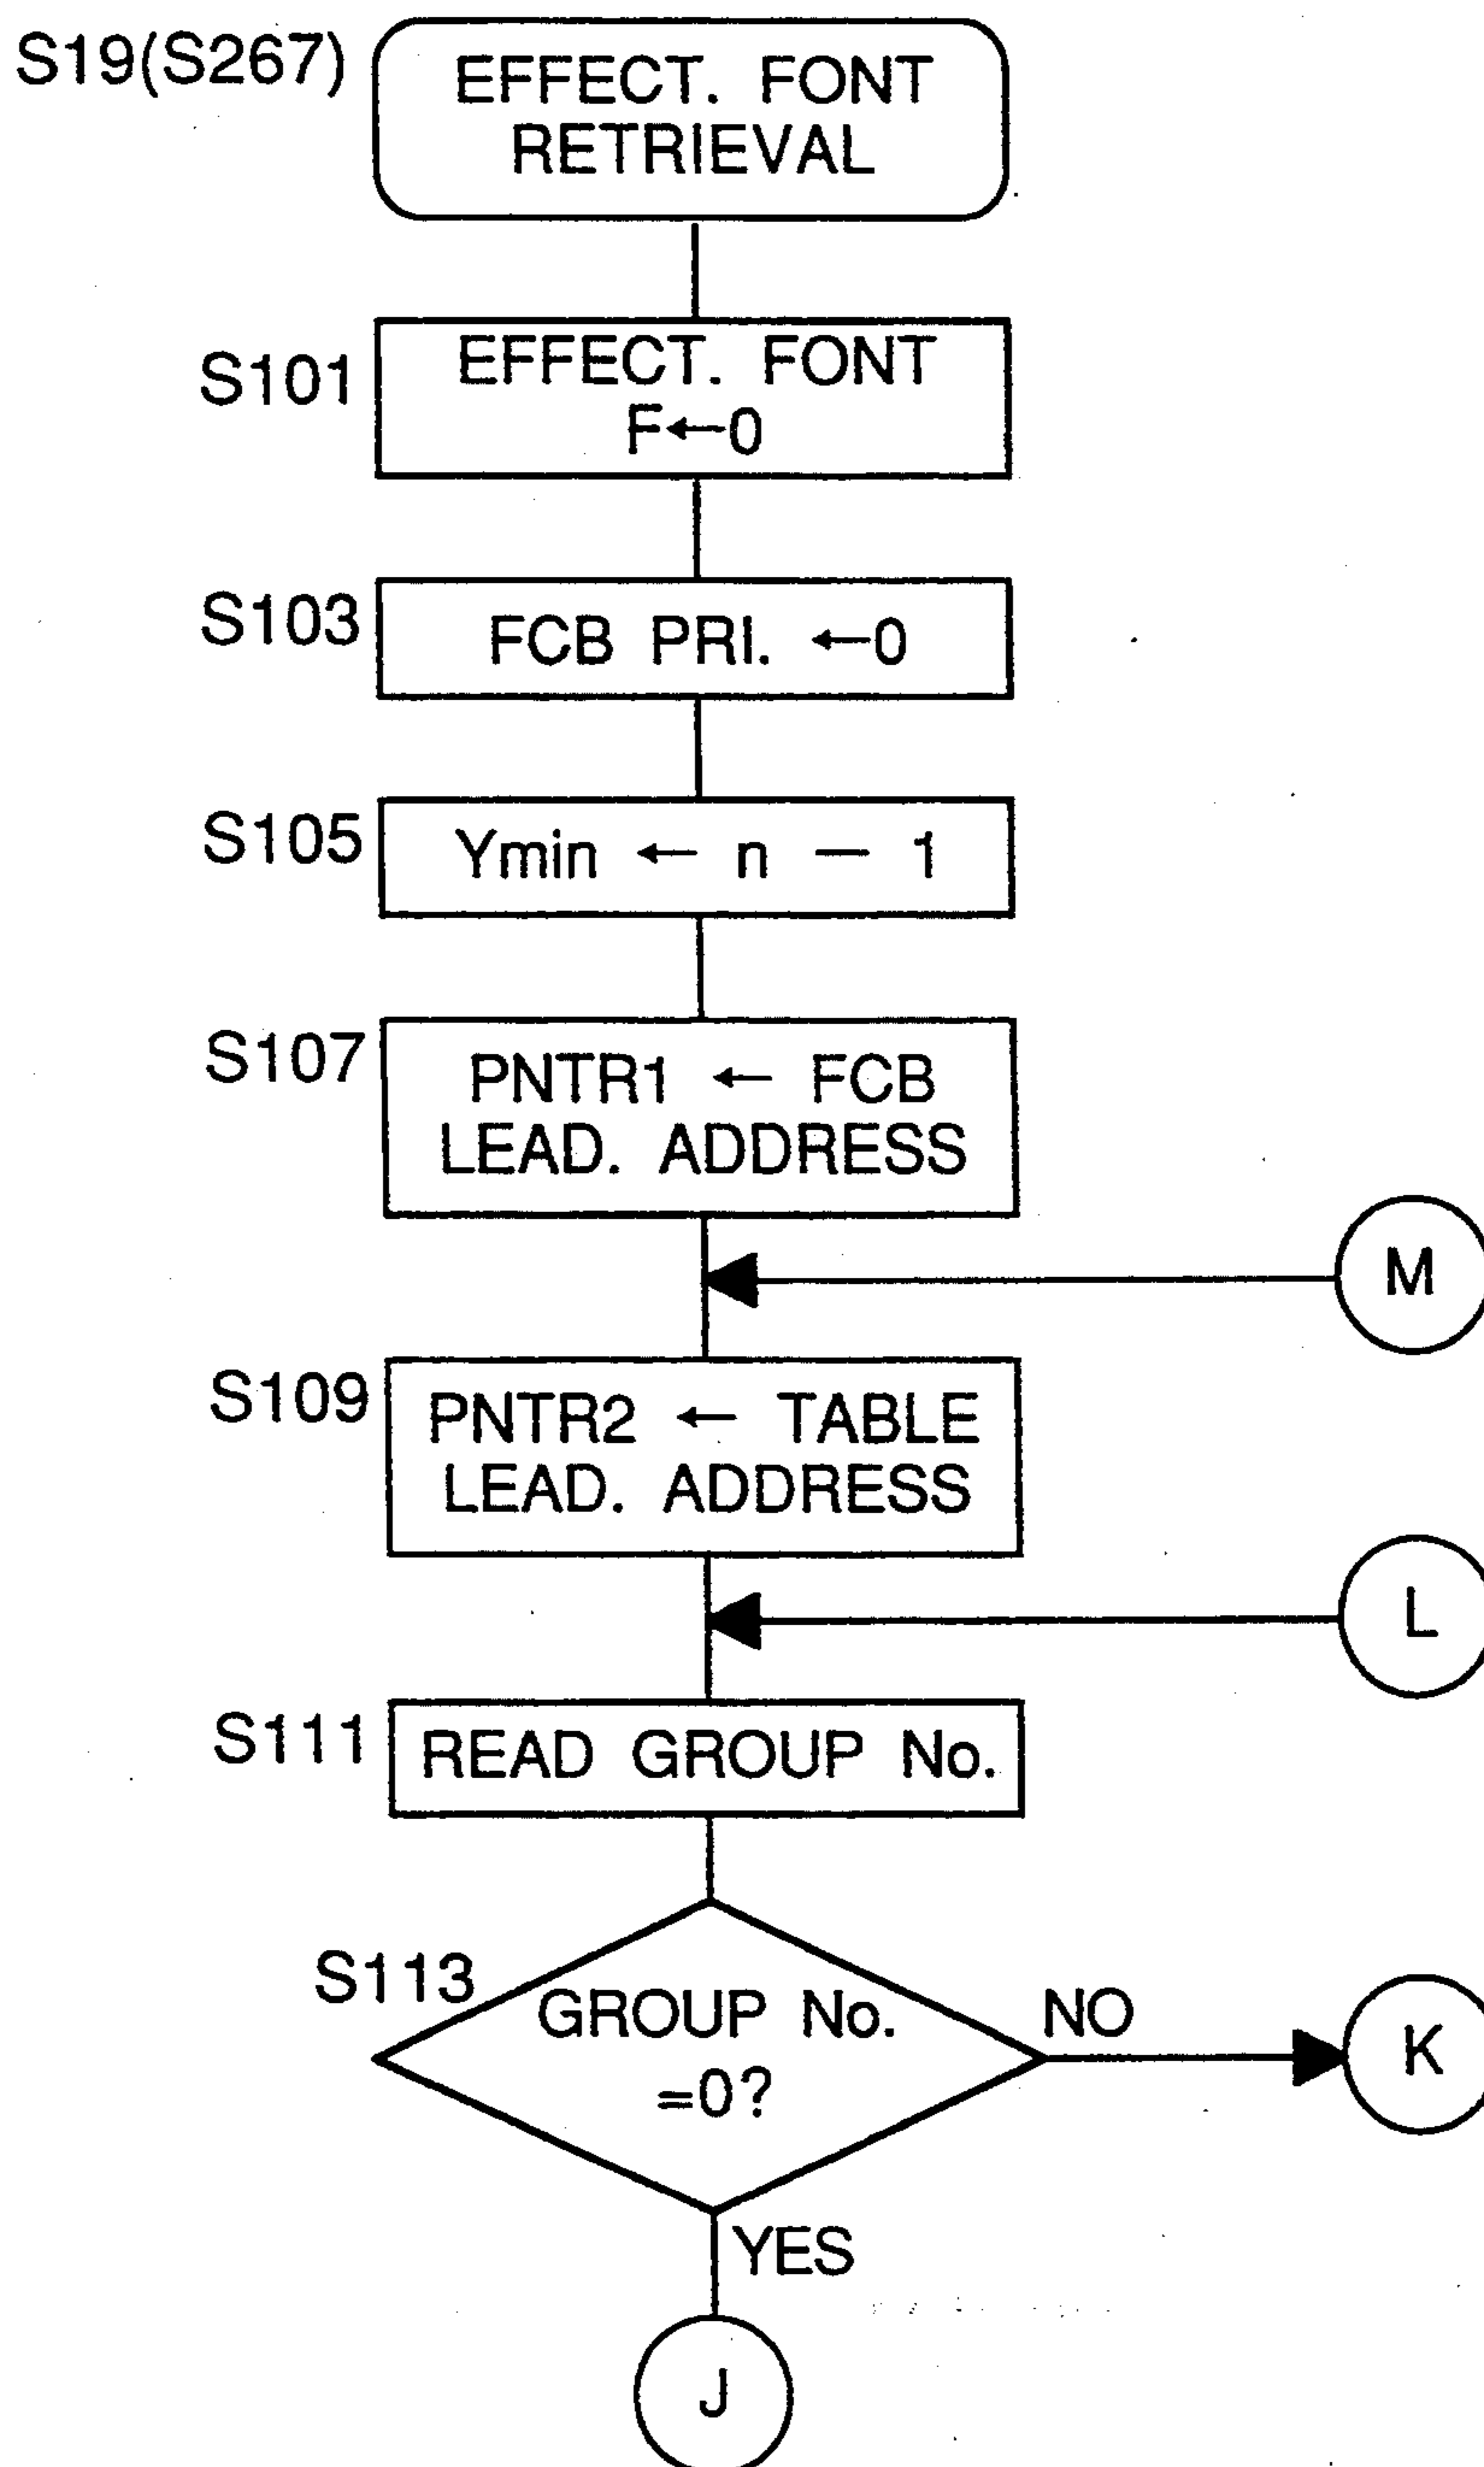 S19(S267)
EFFECT. FONT
RETRIEVAL
S101
EFFECT. FONT
F←0
S103
FCB PRI. ←0
S105
Ymin ← n — 1
S107
PNTR1 ← FCB
LEAD. ADDRESS
M
S109
PNTR2 ← TABLE
LEAD. ADDRESS
L
S111
READ GROUP No.
S113
GROUP No.
=0?
NO
K
YES
J